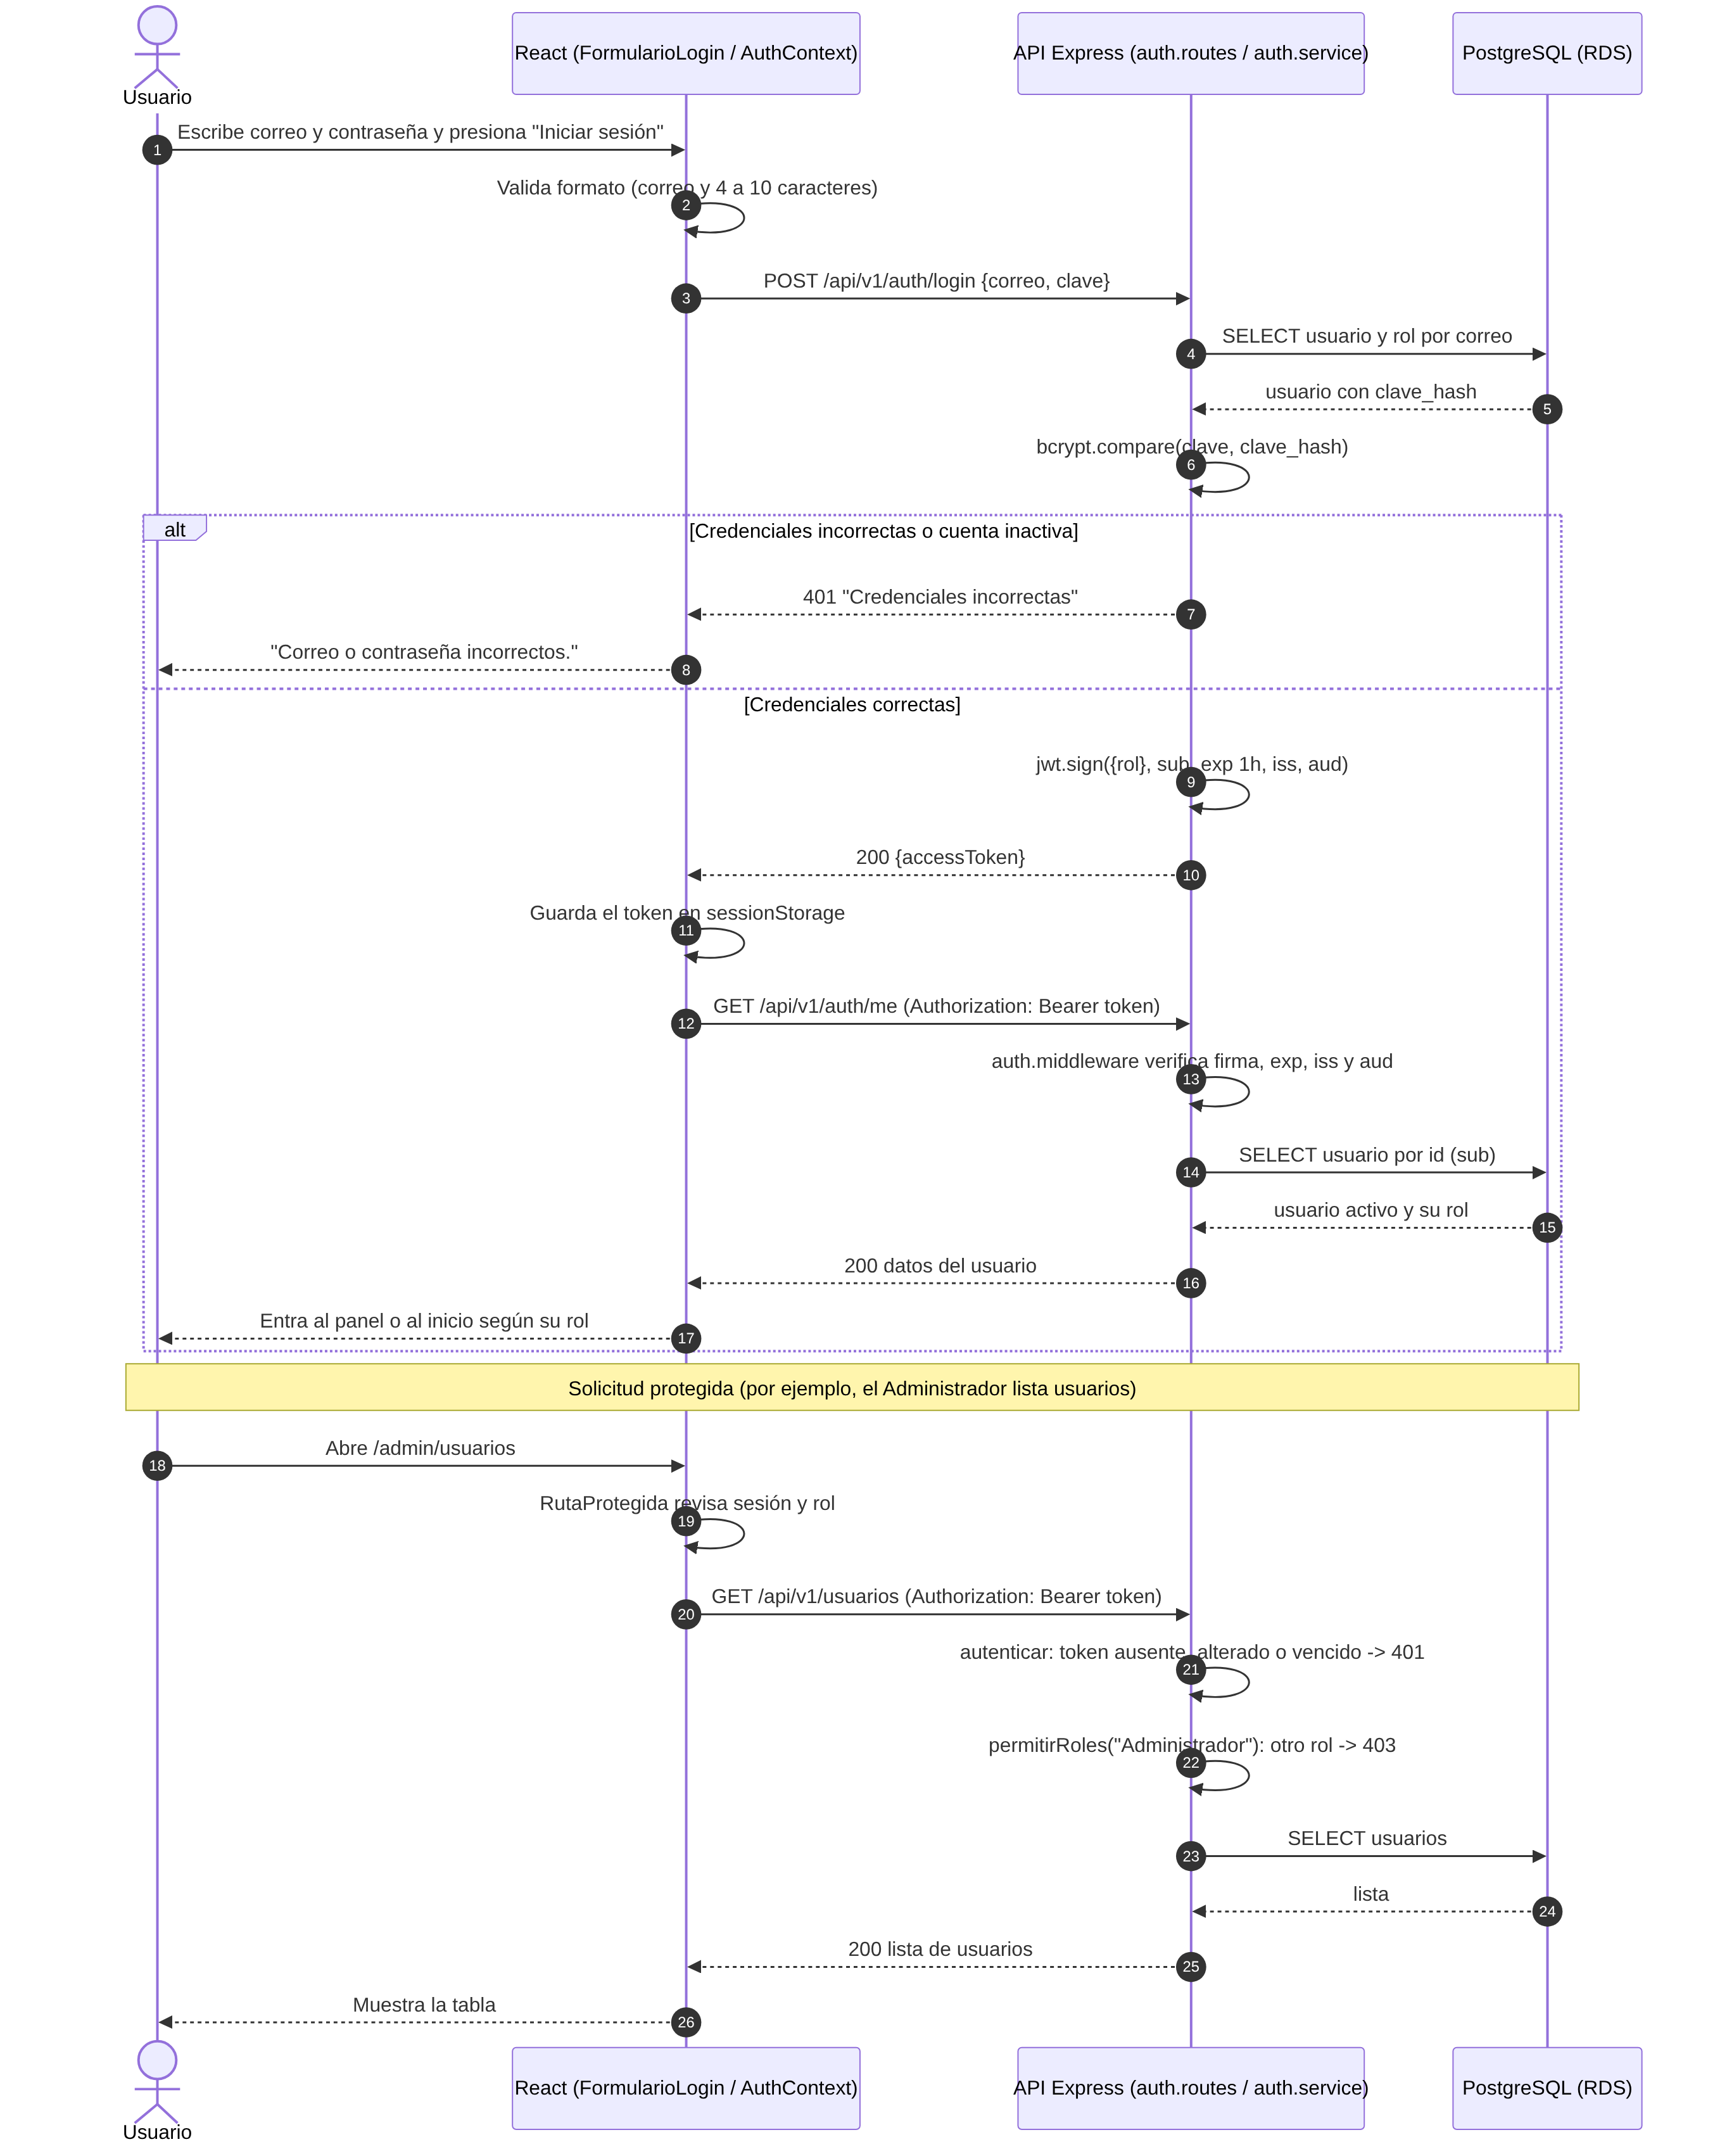 Usuario
React (FormularioLogin / AuthContext)
API Express (auth.routes / auth.service)
PostgreSQL (RDS)
1
Escribe correo y contraseña y presiona "Iniciar sesión"
2
Valida formato (correo y 4 a 10 caracteres)
3
POST /api/v1/auth/login {correo, clave}
4
SELECT usuario y rol por correo
5
usuario con clave_hash
6
bcrypt.compare(clave, clave_hash)
alt
[Credenciales incorrectas o cuenta inactiva]
7
401 "Credenciales incorrectas"
8
"Correo o contraseña incorrectos."
[Credenciales correctas]
9
jwt.sign({rol}, sub, exp 1h, iss, aud)
10
200 {accessToken}
11
Guarda el token en sessionStorage
12
GET /api/v1/auth/me (Authorization: Bearer token)
13
auth.middleware verifica firma, exp, iss y aud
14
SELECT usuario por id (sub)
15
usuario activo y su rol
16
200 datos del usuario
17
Entra al panel o al inicio según su rol
Solicitud protegida (por ejemplo, el Administrador lista usuarios)
18
Abre /admin/usuarios
19
RutaProtegida revisa sesión y rol
20
GET /api/v1/usuarios (Authorization: Bearer token)
21
autenticar: token ausente, alterado o vencido -> 401
22
permitirRoles("Administrador"): otro rol -> 403
23
SELECT usuarios
24
lista
25
200 lista de usuarios
26
Muestra la tabla
Usuario
React (FormularioLogin / AuthContext)
API Express (auth.routes / auth.service)
PostgreSQL (RDS)